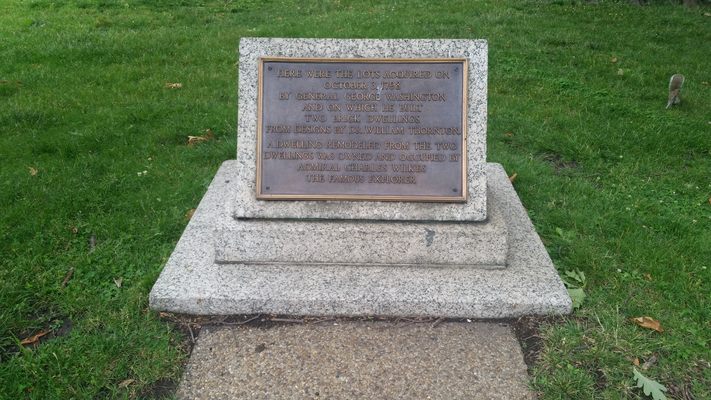 HERE WERE THE LOTS ACQUIRED ON
OCTOBER 3, 1798
BY GENERAL GEORGE WASHINGTON
AND ON WHICH HE BUILT
TWO BRICK DWELLINGS
FROM DESIGNS BY DR. WILLIAM THORNTON.
A DWELLING REMODELED FROM THE TWO
DWELLINGS WAS OWNED AND OCCUPIED BY
ADMIRAL CHARLES WILKES
THE FAMOUS EXPLORER